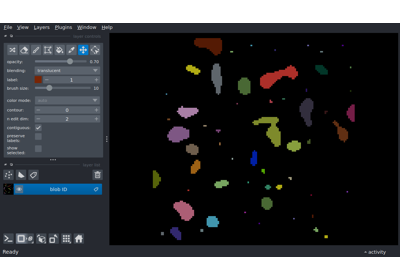 File View Layers Plugins Window Help
opacity: 0.70
blending: translucent
label: 1
brush size: 10
color mode:
contour: 0
n edit dim: 2
contiguous:
preserve labels:
show selected:
blob ID
Ready activity